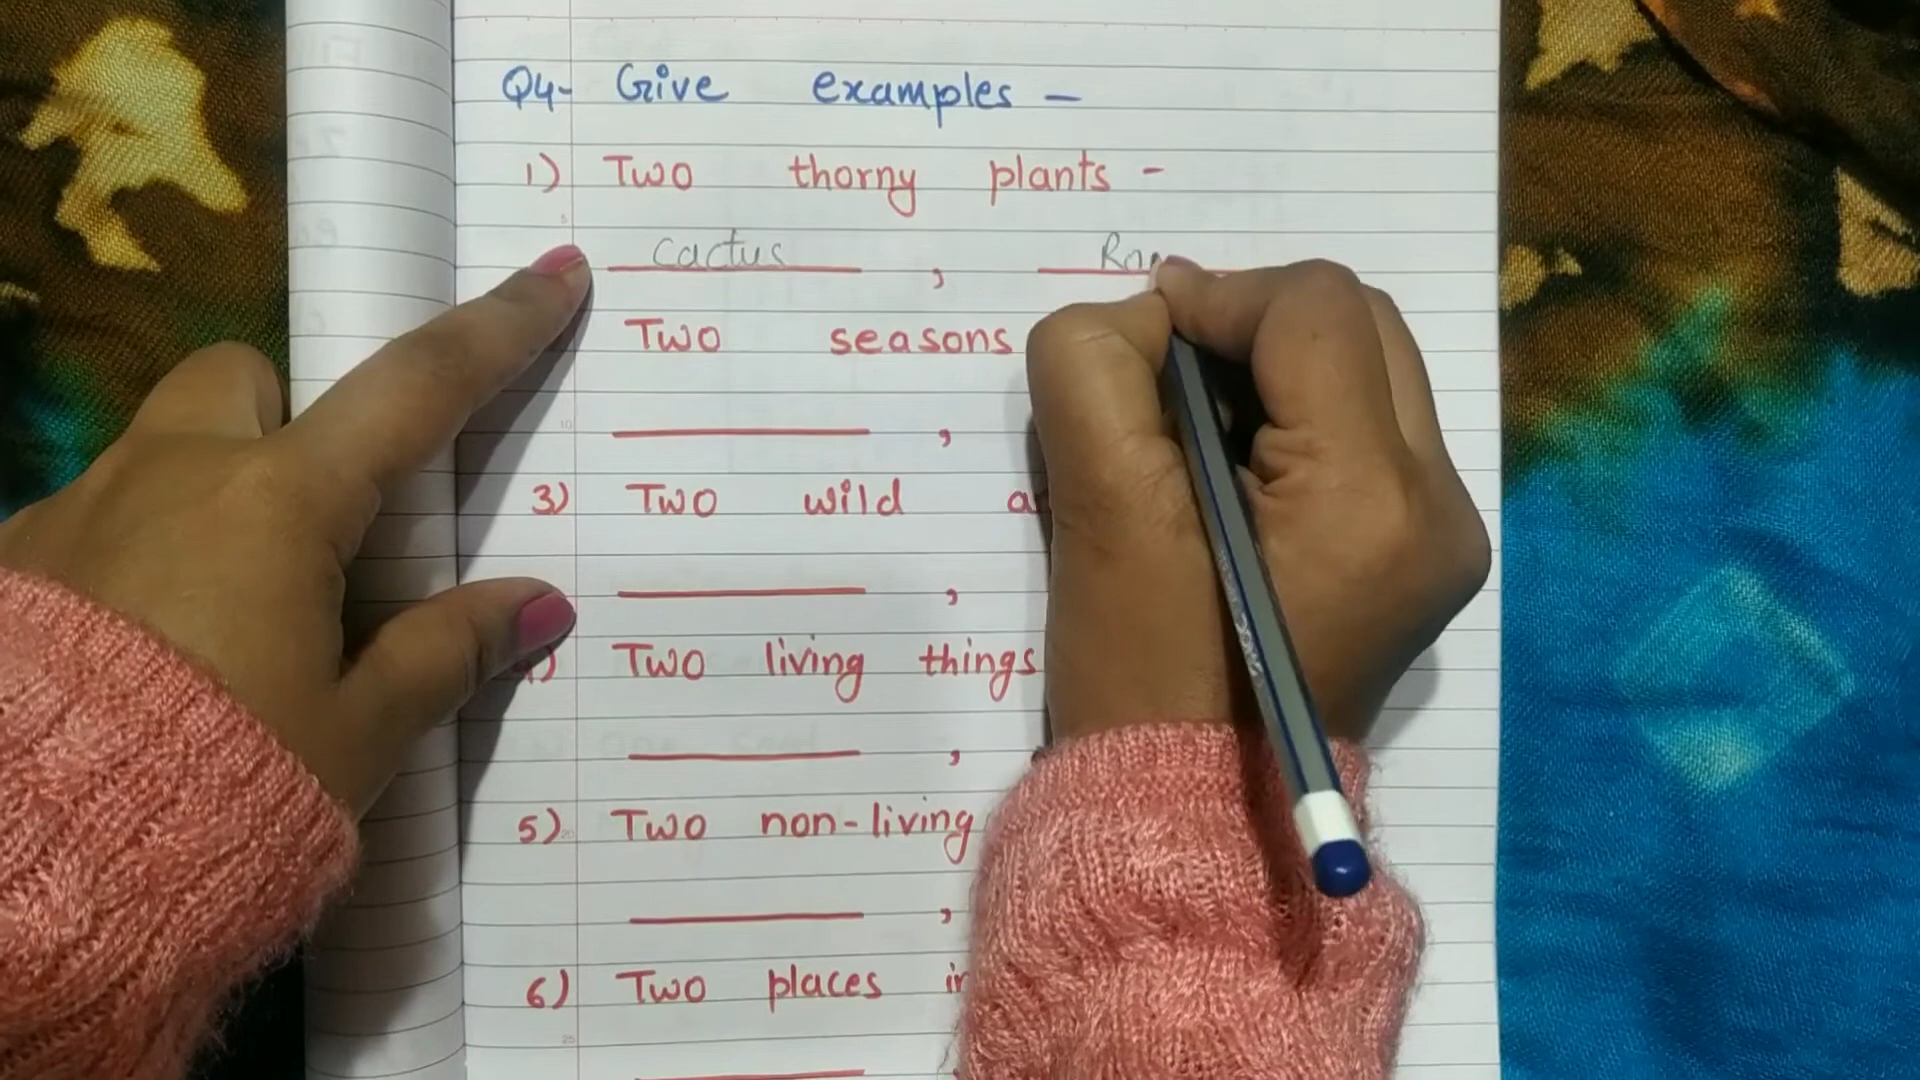 Q4- Give examples -
1) Two thorny plants -
cactus ,
Two seasons
,
3) Two wild
,
4) Two living things
,
5) Two non-living
,
6) Two places